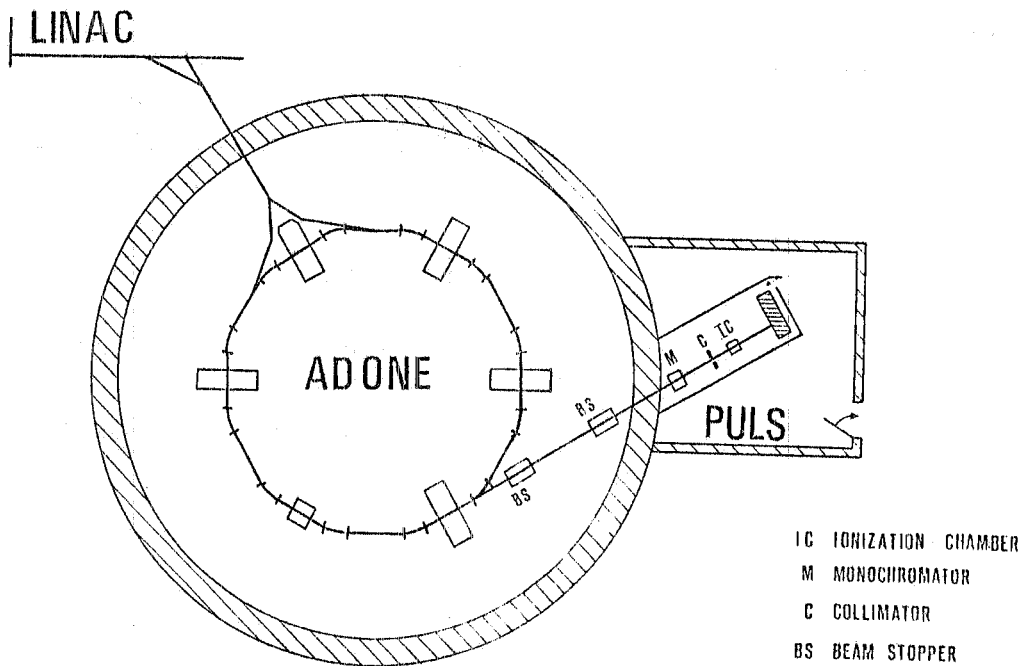 LINAC
ADONE
IC
C
M
BS
BS
PULS
IC IONIZATION CHAMBER
M MONOCHROMATOR
C COLLIMATOR
BS BEAM STOPPER